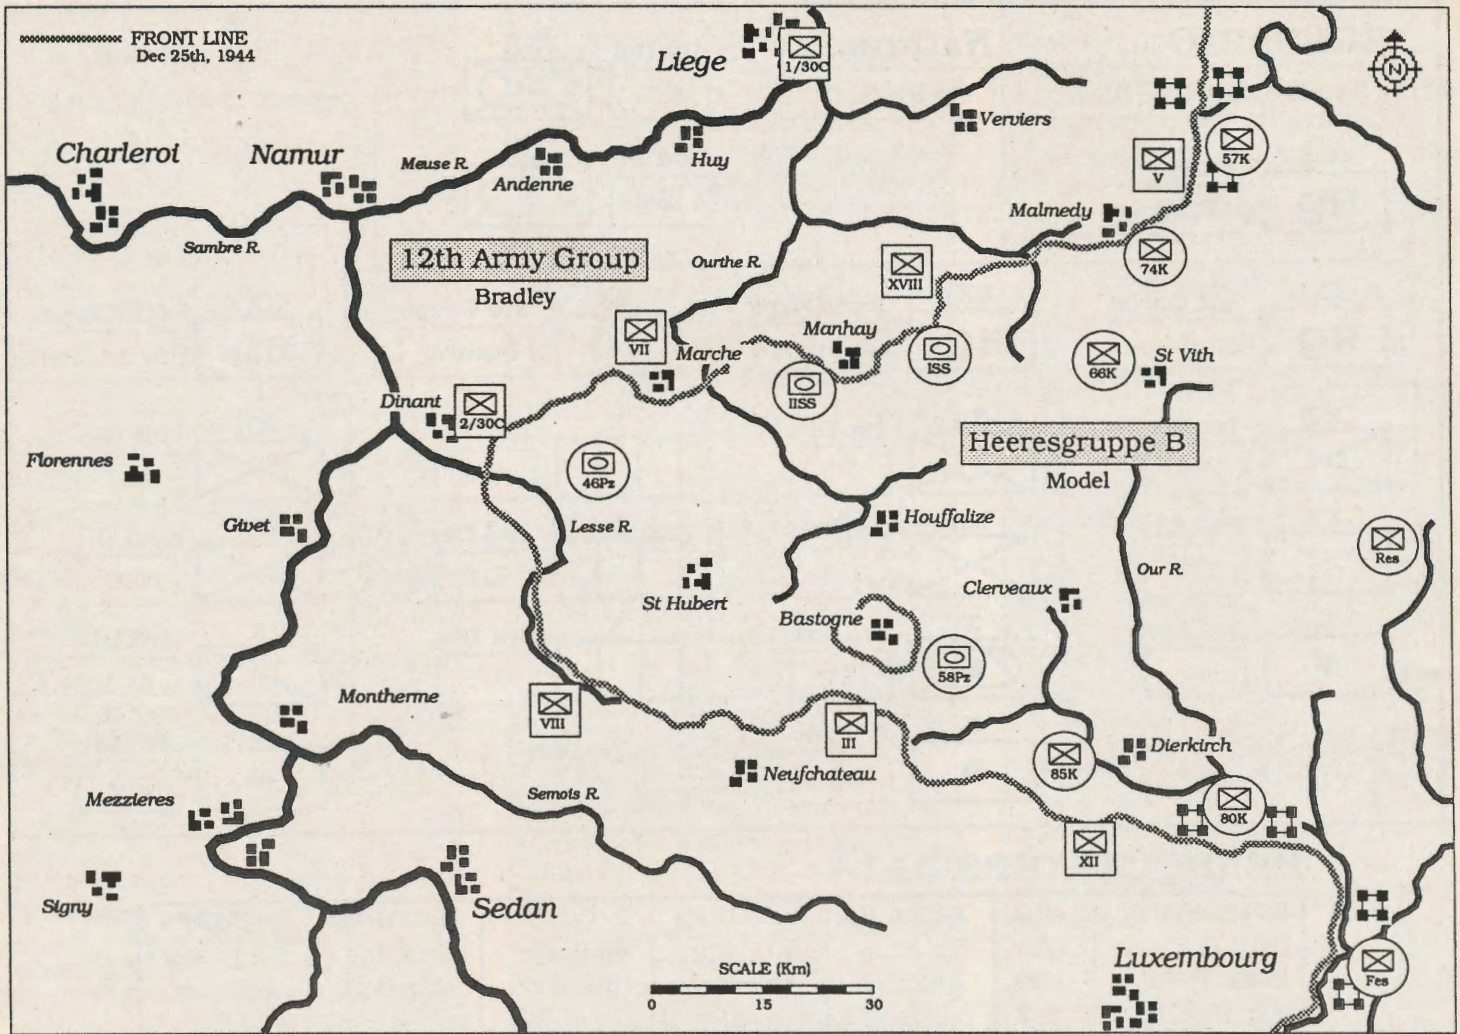 FRONT LINE
Dec 25th, 1944
N
Liege
1/30C
Verviers
Charleroi
Namur
Meuse R.
Huy
Andenne
57K
V
Malmedy
Sambre R.
12th Army Group
Bradley
Ourthe R.
XVIII
74K
VII
Marche
Manhay
ISS
66K
St Vith
IISS
Dinant
2/30C
Heeresgruppe B
Model
Florennes
46Pz
Givet
Lesse R.
Houffalize
Res
Our R.
St Hubert
Clerveaux
Bastogne
58Pz
Montherme
VIII
III
Dierkirch
85K
Neufchateau
Mezzieres
Semois R.
80K
XII
Signy
Sedan
Luxembourg
Fes
SCALE (Km)
0 15 30